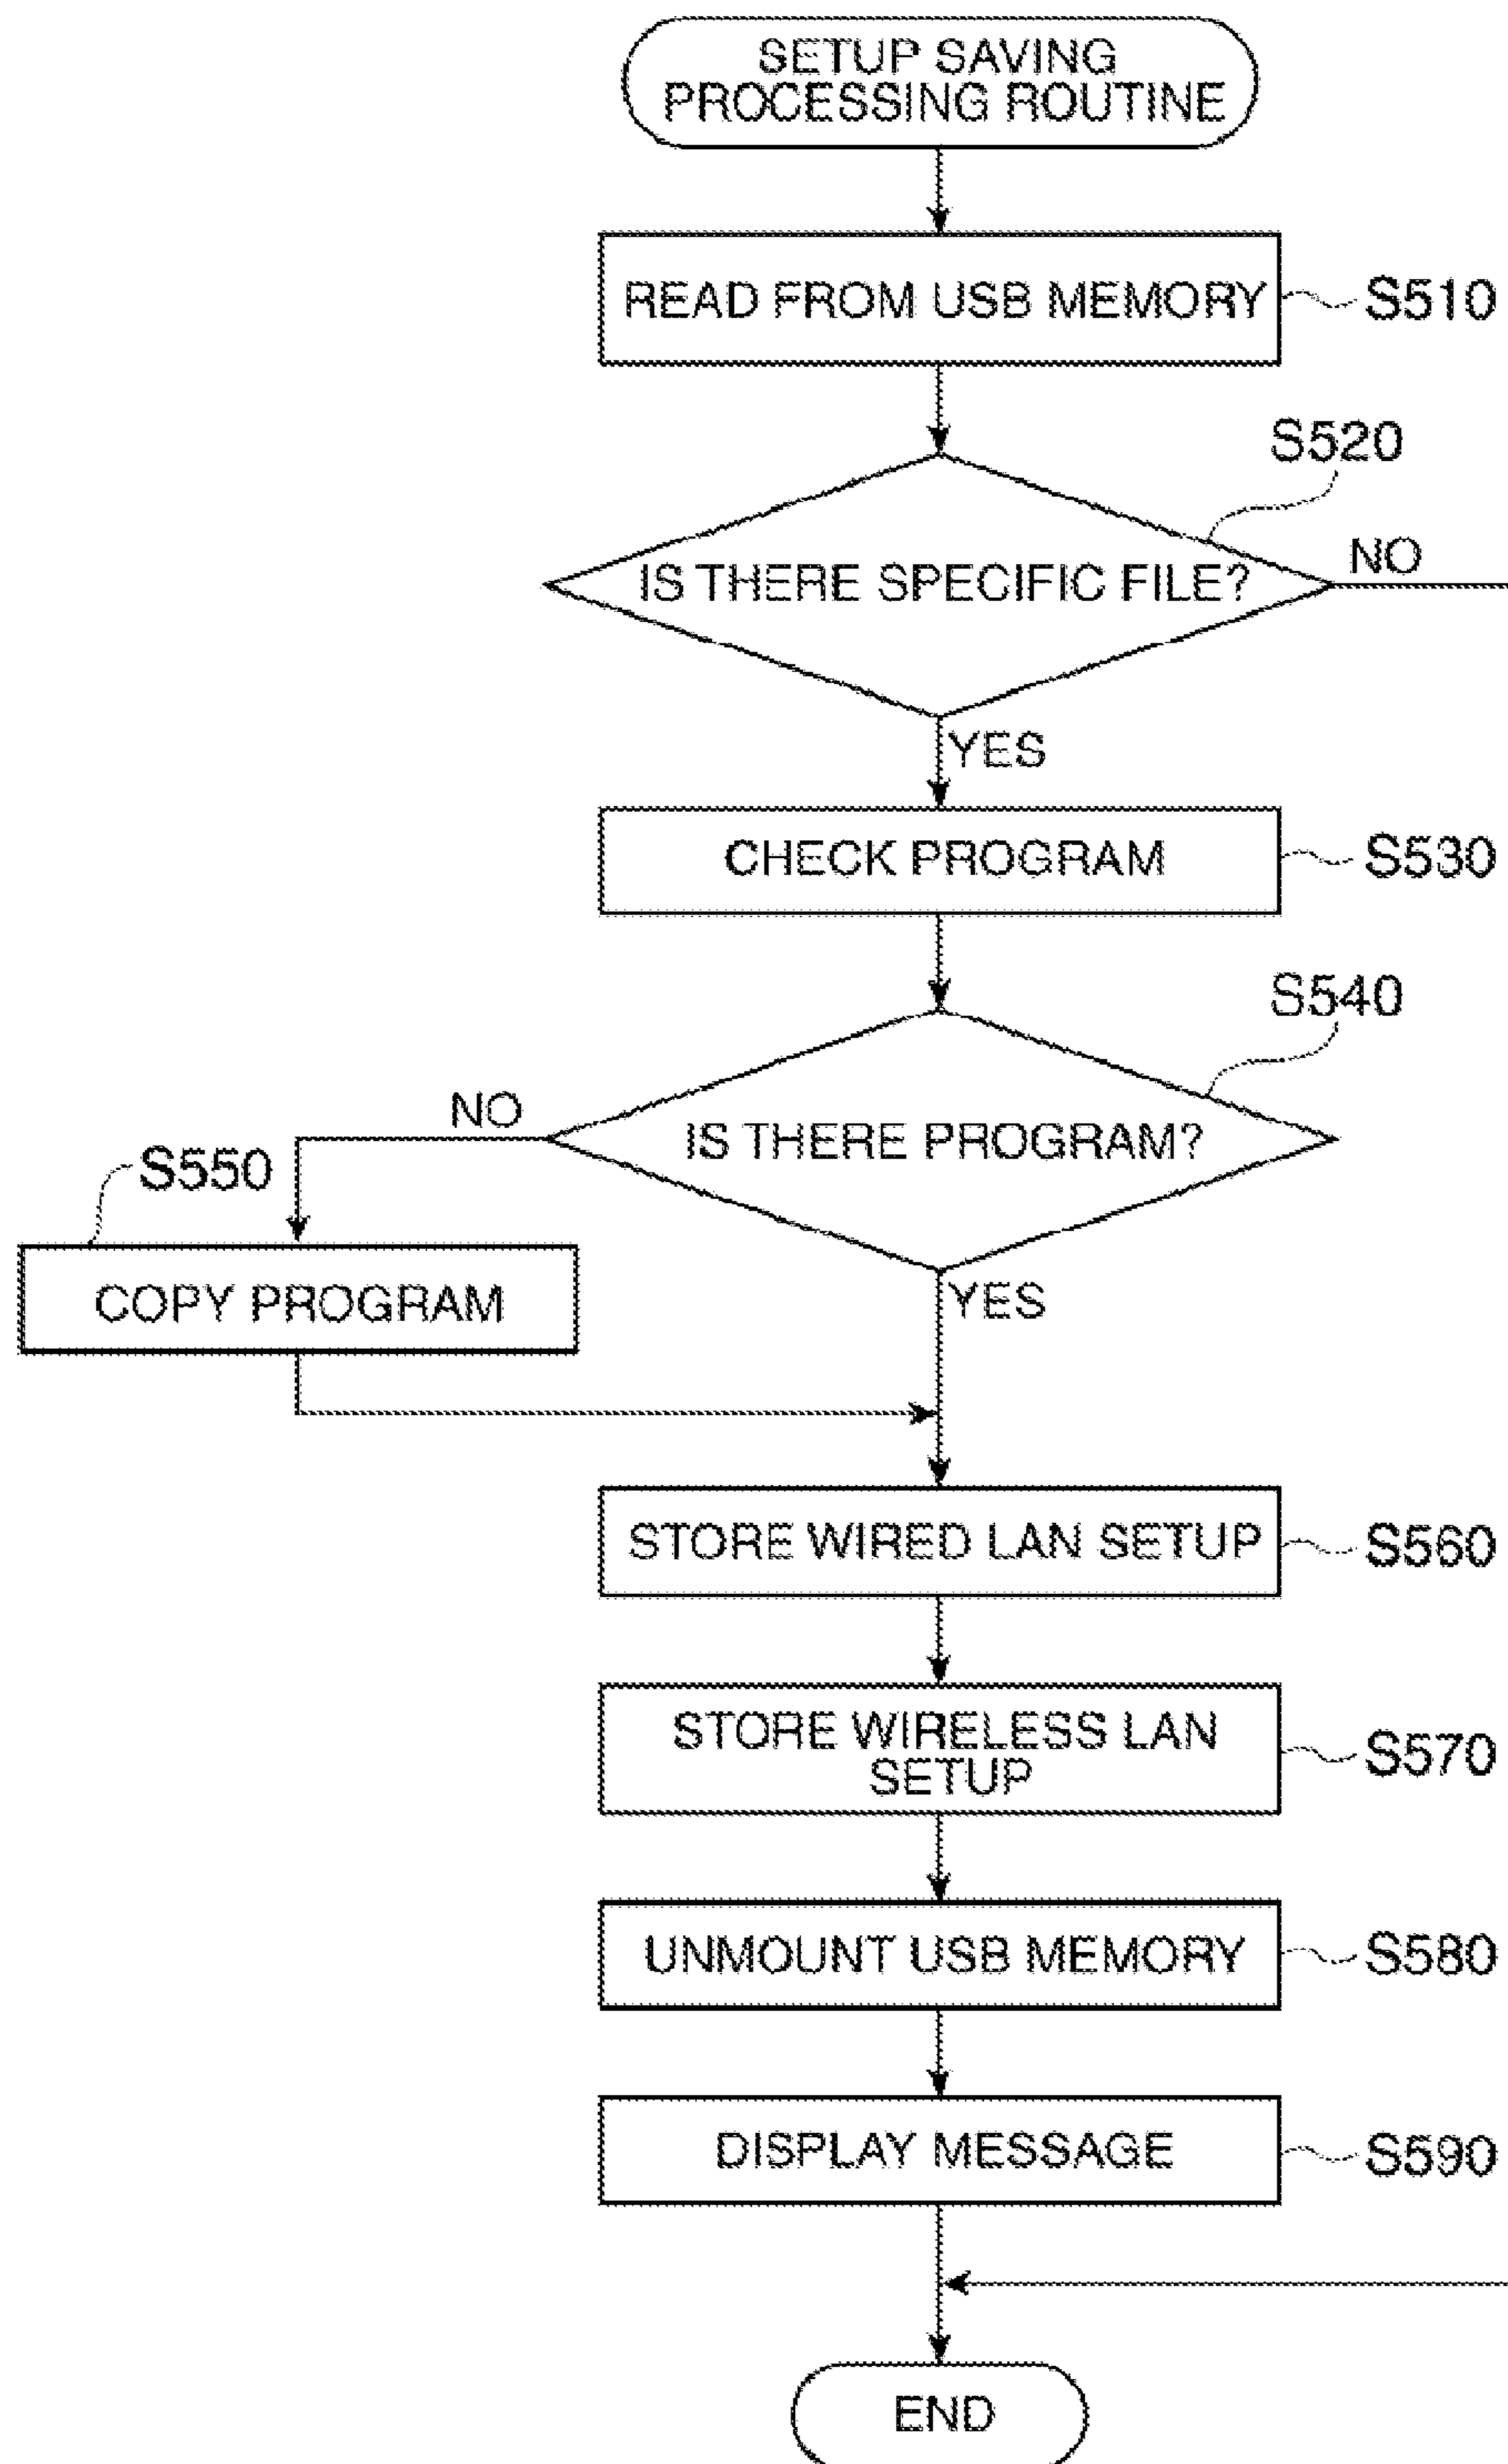 SETUP SAVING
PROCESSING ROUTINE
READ FROM USB MEMORY
S510
S520
IS THERE SPECIFIC FILE?
NO
YES
CHECK PROGRAM
S530
S540
NO
IS THERE PROGRAM?
S550
COPY PROGRAM
YES
STORE WIRED LAN SETUP
S560
STORE WIRELESS LAN
SETUP
S570
UNMOUNT USB MEMORY
S580
DISPLAY MESSAGE
S590
END